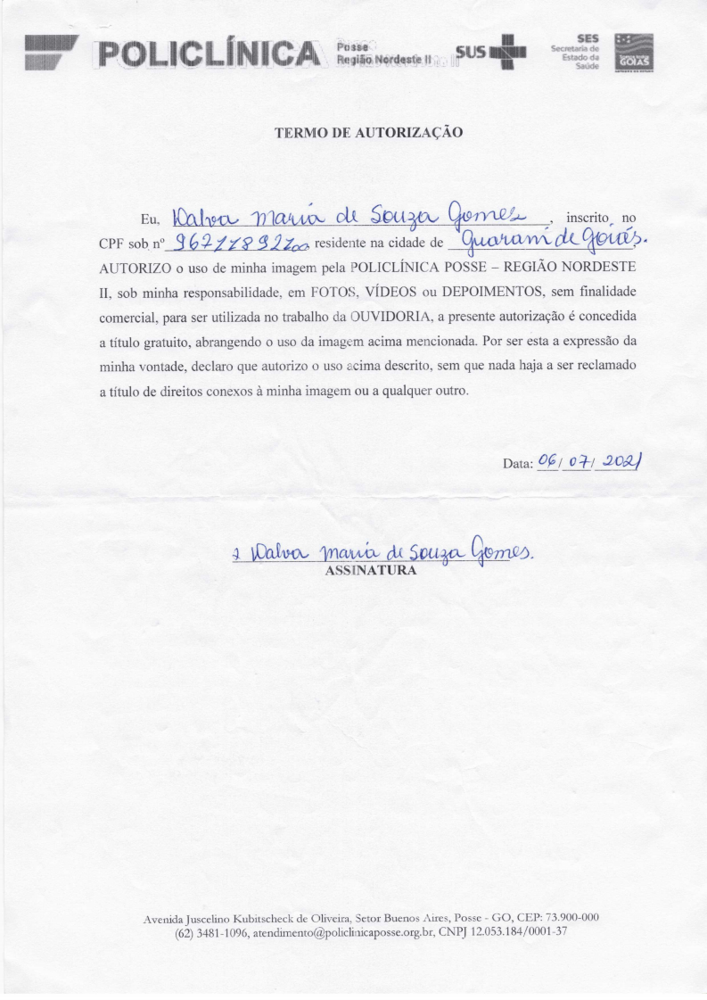 POLICLÍNICA Posse
Região Nordeste II
SUS
SES
Secretaria de
Estado da
Saúde
GOIÁS
TERMO DE AUTORIZAÇÃO
Eu, Dalva Maria de Souza Gomes, inscrito no
CPF sob nº 96711892100 residente na cidade de Guarani de Goiás.
AUTORIZO o uso de minha imagem pela POLICLÍNICA POSSE – REGIÃO NORDESTE
II, sob minha responsabilidade, em FOTOS, VÍDEOS ou DEPOIMENTOS, sem finalidade
comercial, para ser utilizada no trabalho da OUVIDORIA, a presente autorização é concedida
a título gratuito, abrangendo o uso da imagem acima mencionada. Por ser esta a expressão da
minha vontade, declaro que autorizo o uso acima descrito, sem que nada haja a ser reclamado
a título de direitos conexos à minha imagem ou a qualquer outro.
Data: 06/ 07/ 2021
Dalva Maria de Souza Gomes.
ASSINATURA
Avenida Juscelino Kubitscheck de Oliveira, Setor Buenos Aires, Posse - GO, CEP: 73.900-000
(62) 3481-1096, atendimento@policlinicaposse.org.br, CNPJ 12.053.184/0001-37